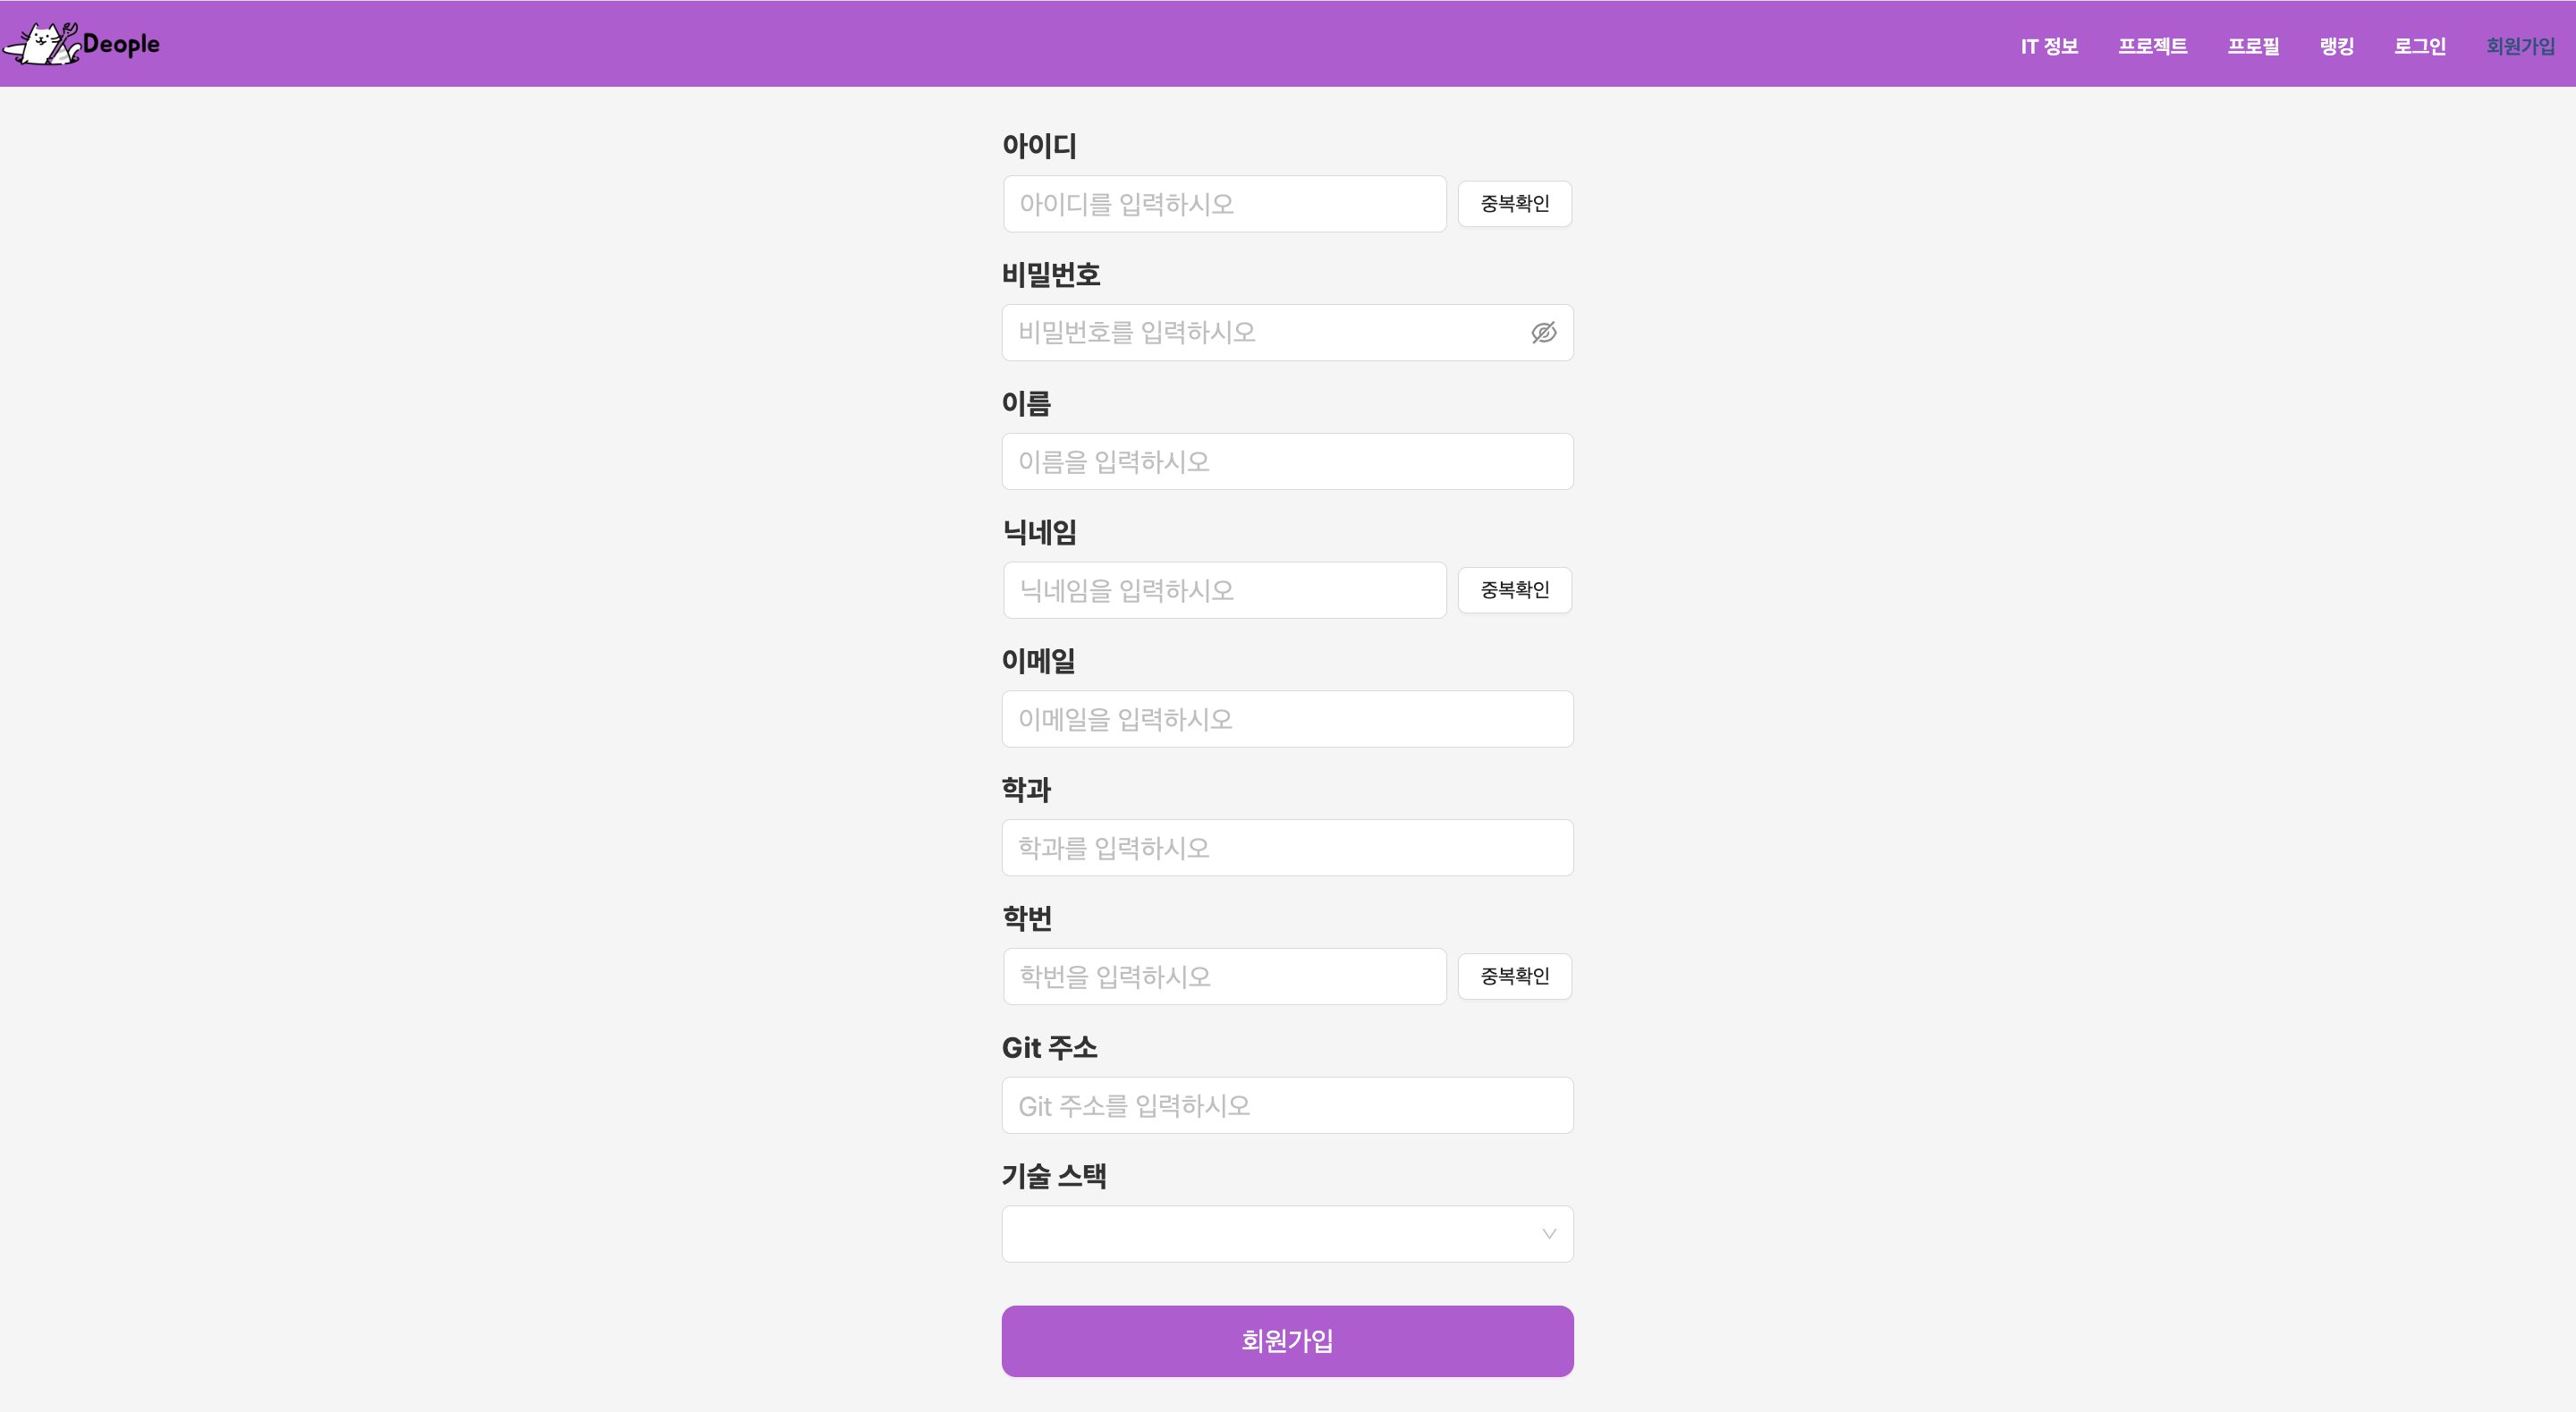 Deople
IT 정보 프로젝트 프로필 랭킹 로그인 회원가입
아이디
아이디를 입력하시오 중복확인
비밀번호
비밀번호를 입력하시오
이름
이름을 입력하시오
닉네임
닉네임을 입력하시오 중복확인
이메일
이메일을 입력하시오
학과
학과를 입력하시오
학번
학번을 입력하시오 중복확인
Git 주소
Git 주소를 입력하시오
기술 스택
회원가입